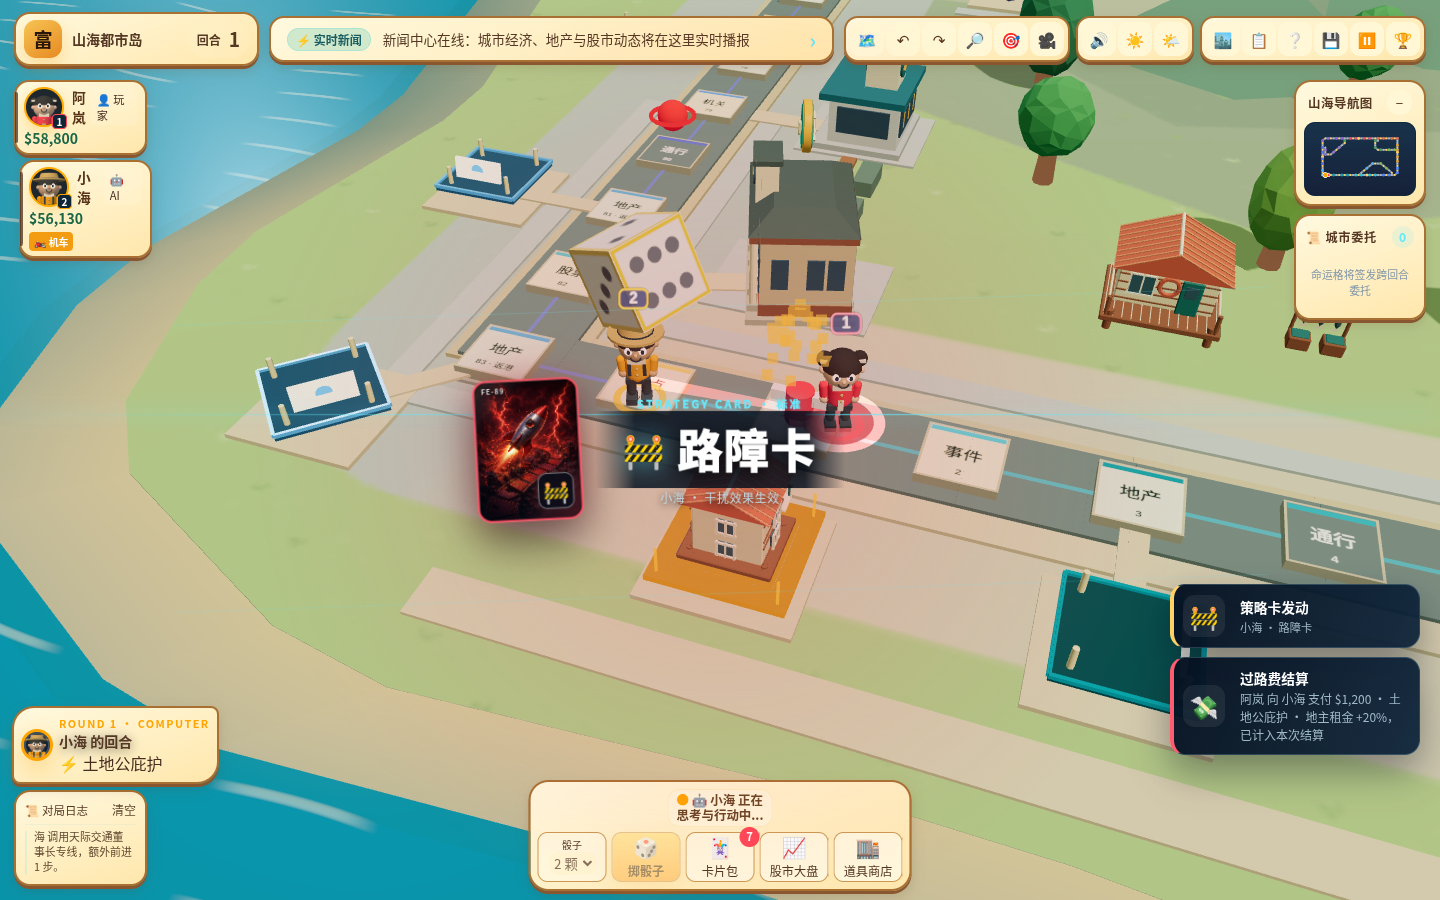 富
山海都市岛
回合 1
⚡ 实时新闻
新闻中心在线：城市经济、地产与股市动态将在这里实时播报
阿岚
👤 玩家
1
$58,800
小海
🤖 AI
2
$56,130
🏍️ 机车
山海导航图
–
📜 城市委托 0
命运格将签发跨回合
委托
机关
通行
地产
地产
83
2
1
事件
2
地产
3
通行
4
FE-89
STRATEGY CARD · 标准
🚧 路障卡
小海 · 干扰效果生效
策略卡发动
小海 · 路障卡
过路费结算
阿岚 向 小海 支付 $1,200 · 土
地公庇护 · 地主租金 +20%，
已计入本次结算
ROUND 1 · COMPUTER
小海 的回合
⚡ 土地公庇护
📜 对局日志 清空
海 调用天际交通董
事长专线，额外前进
1 步。
🤖 小海 正在
思考与行动中...
骰子
2 颗
掷骰子
7
卡片包
股市大盘
道具商店